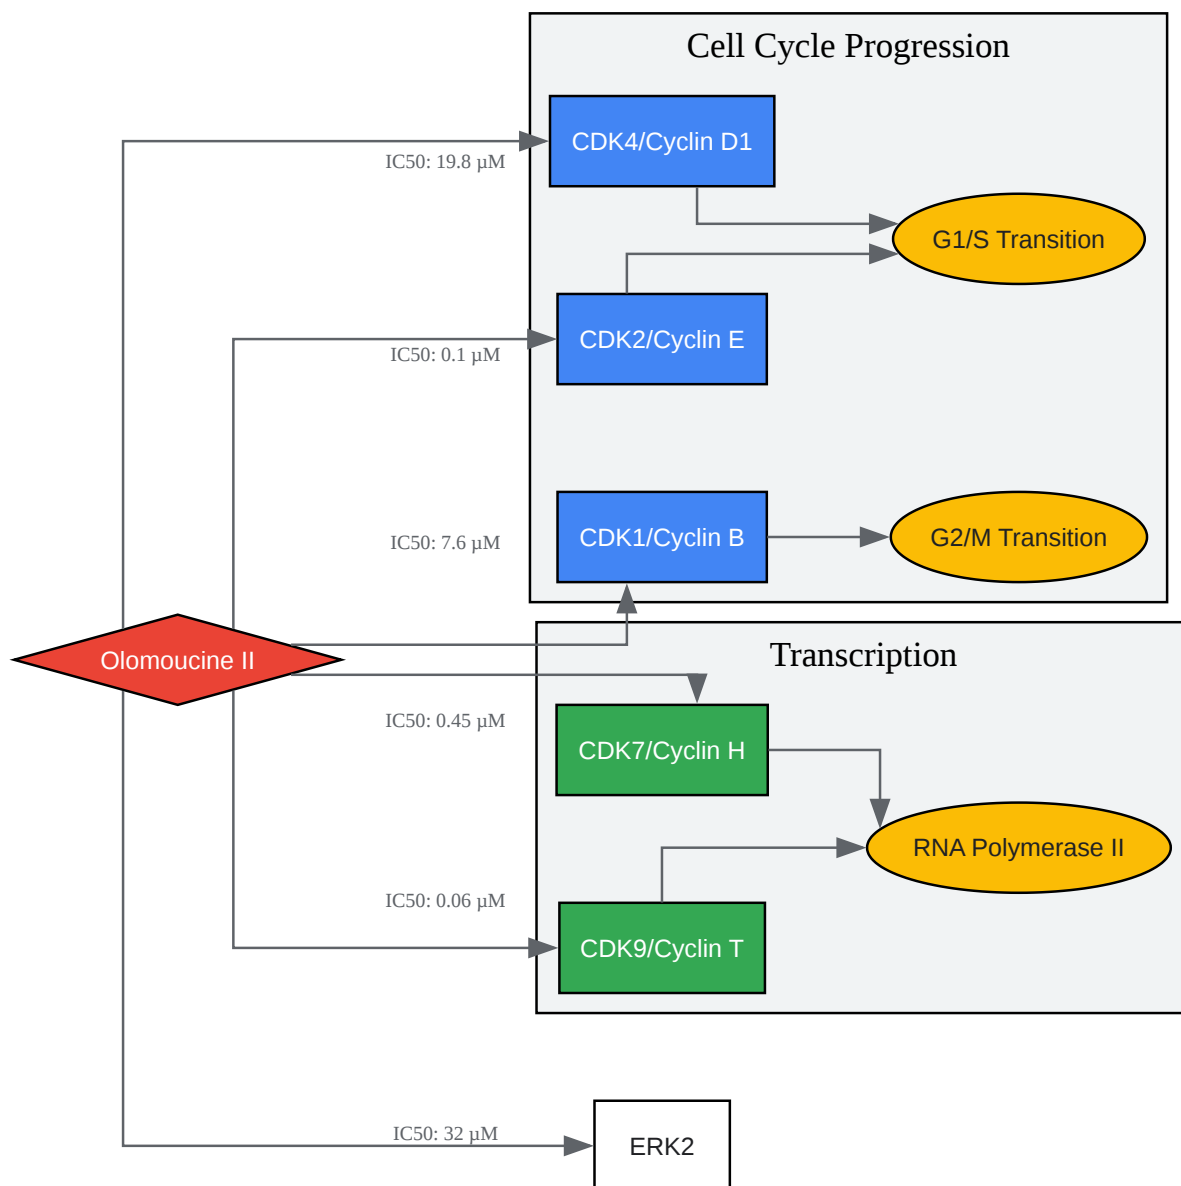 Cell Cycle Progression
CDK4/Cyclin D1
IC50: 19.8 µM
G1/S Transition
CDK2/Cyclin E
IC50: 0.1 µM
CDK1/Cyclin B
G2/M Transition
IC50: 7.6 µM
Olomoucine II
Transcription
IC50: 0.45 µM
CDK7/Cyclin H
RNA Polymerase II
IC50: 0.06 µM
CDK9/Cyclin T
IC50: 32 µM
ERK2